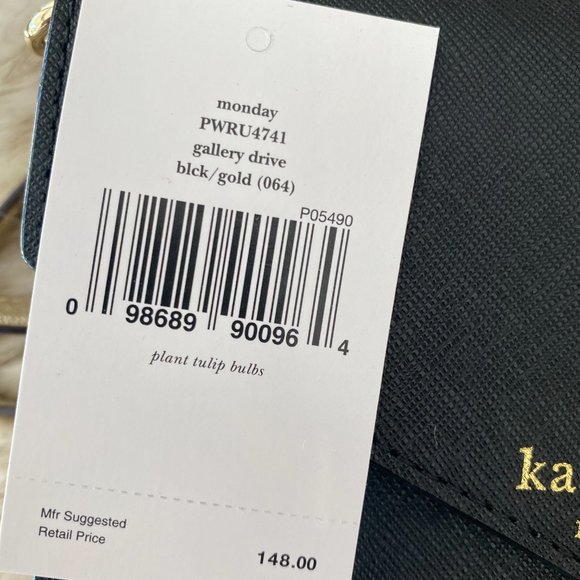 monday
PWRU4741
gallery drive
blck/gold (064)
P05490
0 98689 90096 4
plant tulip bulbs
Mfr Suggested
Retail Price
148.00
ka